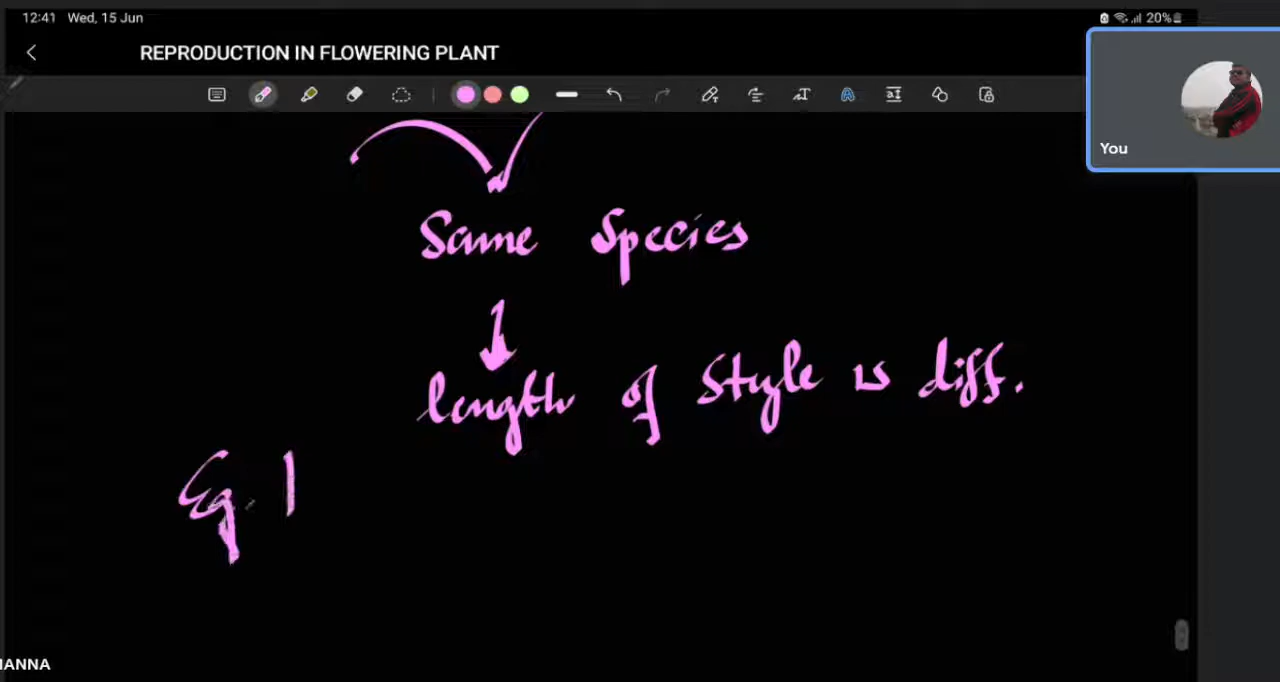 12:41 Wed, 15 Jun 20%
REPRODUCTION IN FLOWERING PLANT
You
Same Species
length of Style is diff.
Eg.
IANNA